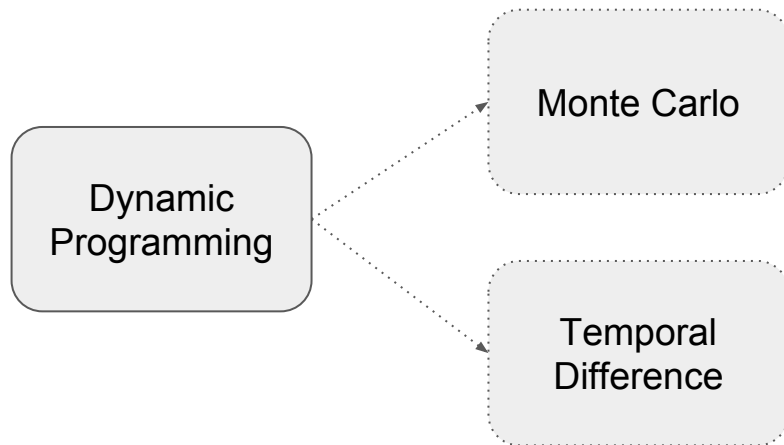 Monte Carlo
Dynamic
Programming
Temporal
Difference